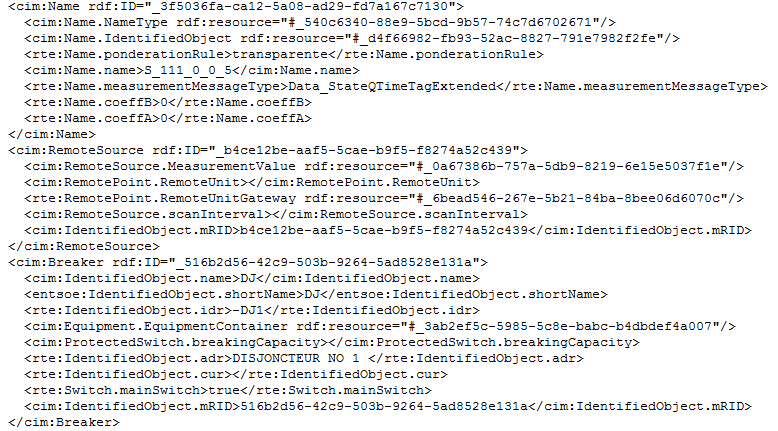 <cim:Name rdf:ID="_3f5036fa-ca12-5a08-ad29-fd7a167c7130">
<cim:Name.NameType rdf:resource="#_540c6340-88e9-5bcd-9b57-74c7d6702671"/>
<cim:Name.IdentifiedObject rdf:resource="#_d4f66982-fb93-52ac-8827-791e7982f2fe"/>
<rte:Name.ponderationRule>transparente</rte:Name.ponderationRule>
<cim:Name.name>S_111_0_0_5</cim:Name.name>
<rte:Name.measurementMessageType>Data_StateQTimeTagExtended</rte:Name.measurementMessageType>
<rte:Name.coeffB>0</rte:Name.coeffB>
<rte:Name.coeffA>0</rte:Name.coeffA>
</cim:Name>
<cim:RemoteSource rdf:ID="_b4ce12be-aaf5-5cae-b9f5-f8274a52c439">
<cim:RemoteSource.MeasurementValue rdf:resource="#_0a67386b-757a-5db9-8219-6e15e5037f1e"/>
<cim:RemotePoint.RemoteUnit></cim:RemotePoint.RemoteUnit>
<rte:RemotePoint.RemoteUnitGateway rdf:resource="#_6bead546-267e-5b21-84ba-8bee06d6070c"/>
<cim:RemoteSource.scanInterval></cim:RemoteSource.scanInterval>
<cim:IdentifiedObject.mRID>b4ce12be-aaf5-5cae-b9f5-f8274a52c439</cim:IdentifiedObject.mRID>
</cim:RemoteSource>
<cim:Breaker rdf:ID="_516b2d56-42c9-503b-9264-5ad8528e131a">
<cim:IdentifiedObject.name>DJ</cim:IdentifiedObject.name>
<entsoe:IdentifiedObject.shortName>DJ</entsoe:IdentifiedObject.shortName>
<rte:IdentifiedObject.idr>-DJ1</rte:IdentifiedObject.idr>
<cim:Equipment.EquipmentContainer rdf:resource="#_3ab2ef5c-5985-5c8e-babc-b4dbdef4a007"/>
<cim:ProtectedSwitch.breakingCapacity></cim:ProtectedSwitch.breakingCapacity>
<rte:IdentifiedObject.adr>DISJONCTEUR NO 1 </rte:IdentifiedObject.adr>
<rte:IdentifiedObject.cur></rte:IdentifiedObject.cur>
<rte:Switch.mainSwitch>true</rte:Switch.mainSwitch>
<cim:IdentifiedObject.mRID>516b2d56-42c9-503b-9264-5ad8528e131a</cim:IdentifiedObject.mRID>
</cim:Breaker>